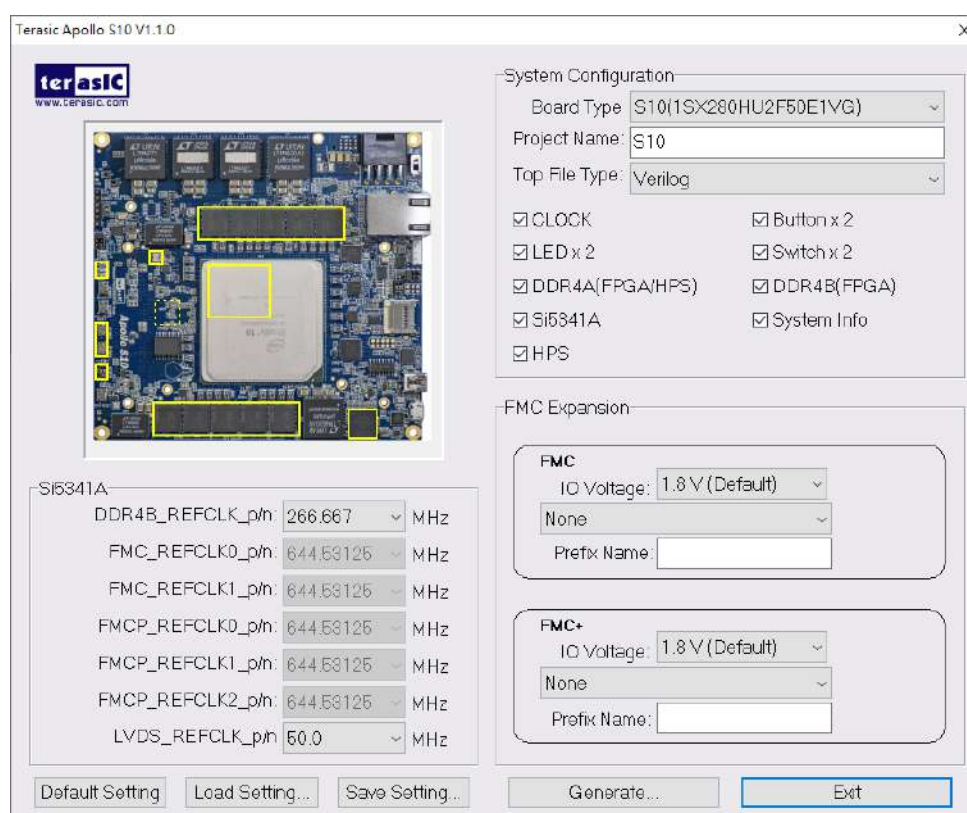 Terasic Apollo S10 V1.1.0
X
terasIC
www.terasic.com
Apollo S10
System Configuration
Board Type S10(1SX280HU2F50E1VG)
Project Name: S10
Top File Type: Verilog
CLOCK
Button x 2
LED x 2
Switch x 2
DDR4A(FPGA/HPS)
DDR4B(FPGA)
Si5341A
System Info
HPS
FMC Expansion
FMC
IO Voltage: 1.8 V (Default)
None
Prefix Name:
FMC+
IO Voltage: 1.8 V (Default)
None
Prefix Name:
Si5341A
DDR4B_REFCLK_p/n: 266.667 MHz
FMC_REFCLK0_p/n: 644.53125 MHz
FMC_REFCLK1_p/n: 644.53125 MHz
FMCP_REFCLK0_p/n: 644.53125 MHz
FMCP_REFCLK1_p/n: 644.53125 MHz
FMCP_REFCLK2_p/n: 644.53125 MHz
LVDS_REFCLK_p/n 50.0 MHz
Default Setting
Load Setting...
Save Setting...
Generate...
Exit